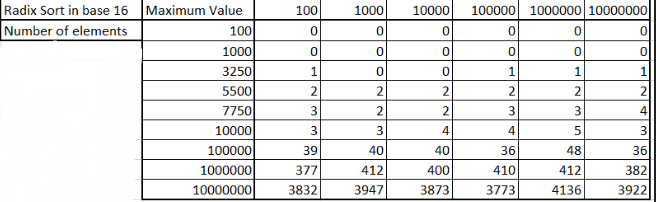 Radix Sort in base 16 Maximum Value 100 1000 10000 100000 1000000 10000000
Number of elements 100 0 0 0 0 0 0
1000 0 0 0 0 0 0
3250 1 0 0 1 1 1
5500 2 2 2 2 2 2
7750 3 2 2 3 3 4
10000 3 3 4 4 5 3
100000 39 40 40 36 48 36
1000000 377 412 400 410 412 382
10000000 3832 3947 3873 3773 4136 3922